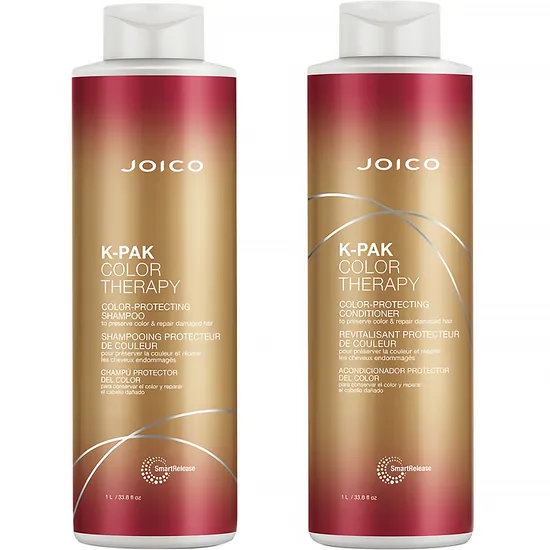 JOICO
K-PAK
COLOR
THERAPY
COLOR-PROTECTING
SHAMPOO
to preserve color & repair damaged hair
SHAMPOOING PROTECTEUR
DE COULEUR
pour préserver la couleur et réparer
les cheveux endommagés
CHAMPÚ PROTECTOR
DEL COLOR
para conservar el color y reparar
el cabello dañado
SmartRelease
1 L / 33.8 fl oz
JOICO
K-PAK
COLOR
THERAPY
COLOR-PROTECTING
CONDITIONER
to preserve color & repair damaged hair
REVITALISANT PROTECTEUR
DE COULEUR
pour préserver la couleur et réparer
les cheveux endommagés
ACONDICIONADOR PROTECTOR
DEL COLOR
para conservar el color y reparar
el cabello dañado
SmartRelease
1 L / 33.8 fl oz